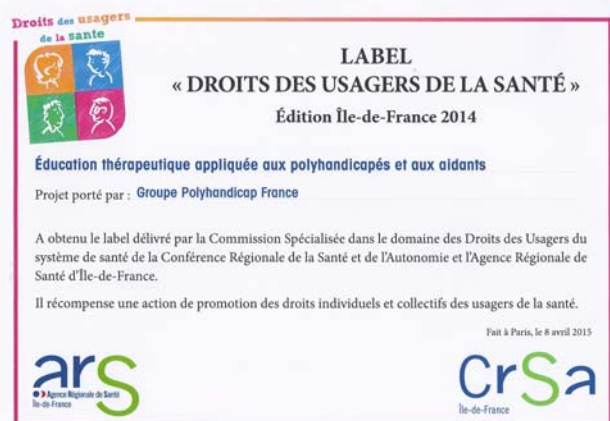 Droits des usagers
de la santé
LABEL
« DROITS DES USAGERS DE LA SANTÉ »
Édition Île-de-France 2014
Éducation thérapeutique appliquée aux polyhandicapés et aux aidants
Projet porté par : Groupe Polyhandicap France
A obtenu le label délivré par la Commission Spécialisée dans le domaine des Droits des Usagers du
système de santé de la Conférence Régionale de la Santé et de l'Autonomie et l'Agence Régionale de
Santé d'Île-de-France.
Il récompense une action de promotion des droits individuels et collectifs des usagers de la santé.
Fait à Paris, le 8 avril 2015
ars
Agence Régionale de Santé
Île-de-France
CrSa
Île-de-France